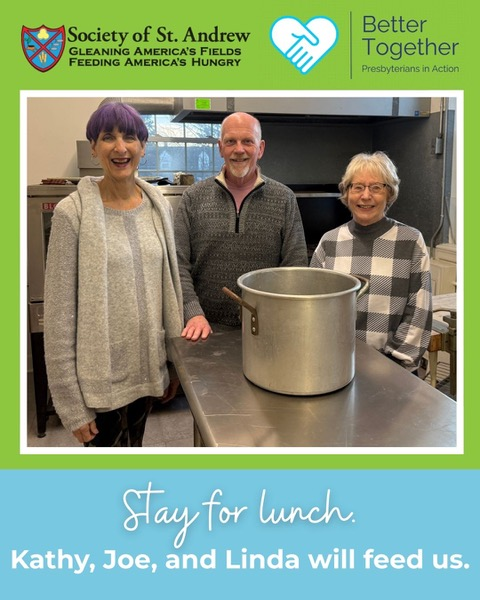 Society of St. Andrew
GLEANING AMERICA'S FIELDS
FEEDING AMERICA'S HUNGRY
Better
Together
Presbyterians in Action
Stay for lunch.
Kathy, Joe, and Linda will feed us.